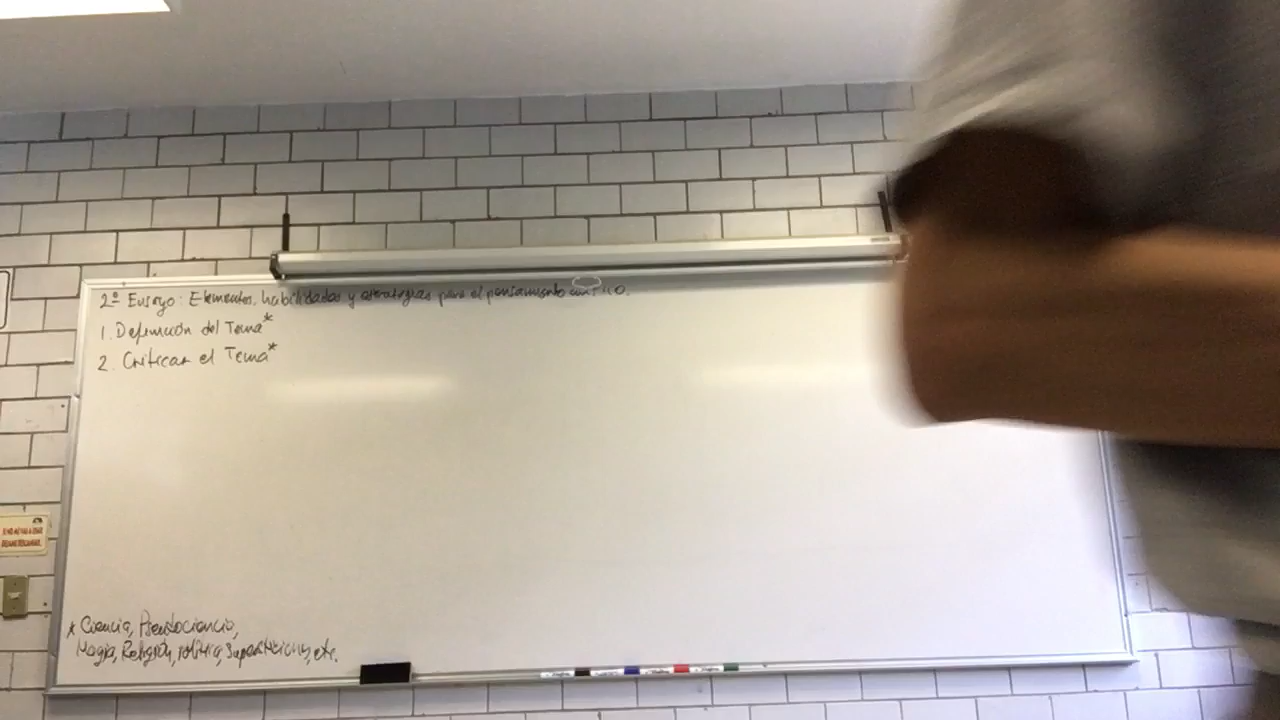 2º Ensayo: Elementos, habilidades y estrategias para el pensamiento crítico.
1. Definición del Tema*
2. Criticar el Tema*
* Ciencia, Pseudociencia,
Magia, Religión, política, supersticiones, etc.